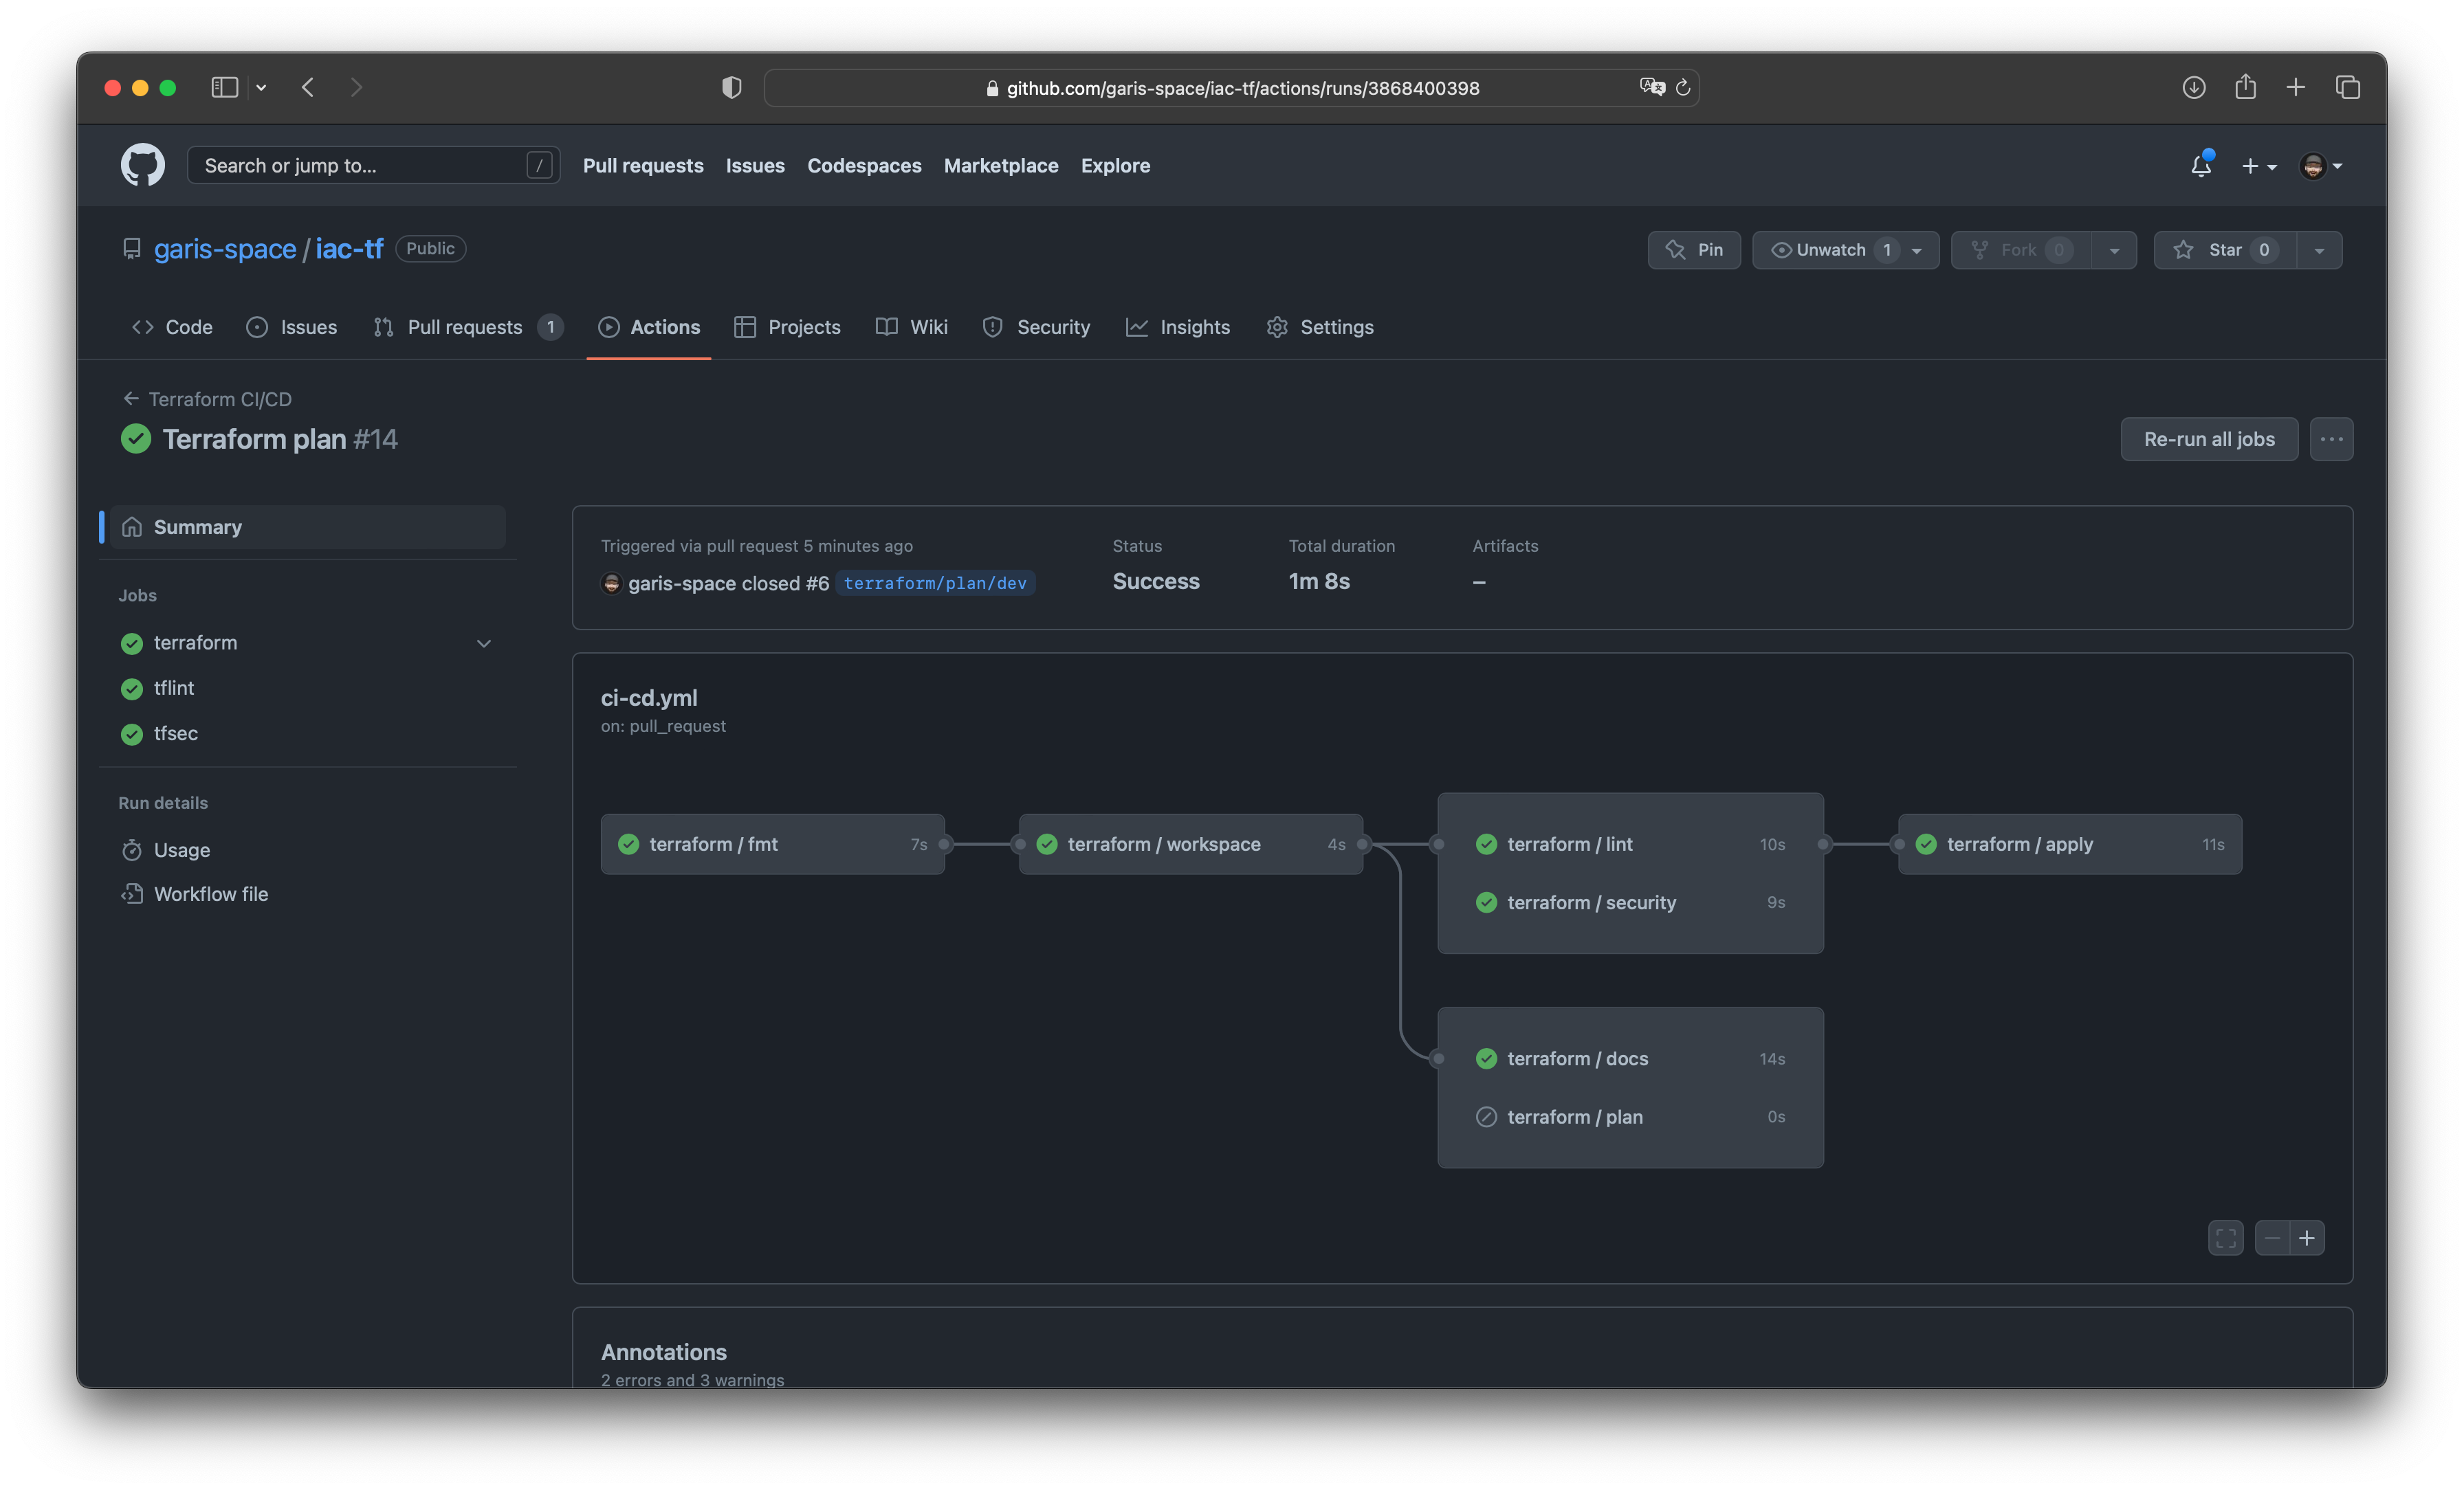 github.com/garis-space/iac-tf/actions/runs/3868400398
Search or jump to... / Pull requests Issues Codespaces Marketplace Explore
garis-space / iac-tf Public Pin Unwatch 1 Fork 0 Star 0
Code Issues Pull requests 1 Actions Projects Wiki Security Insights Settings
Terraform CI/CD
Terraform plan #14
Re-run all jobs
Summary
Jobs
terraform
tflint
tfsec
Run details
Usage
Workflow file
Triggered via pull request 5 minutes ago
garis-space closed #6 terraform/plan/dev
Status
Success
Total duration
1m 8s
Artifacts
–
ci-cd.yml
on: pull_request
terraform / fmt 7s
terraform / workspace 4s
terraform / lint 10s
terraform / security 9s
terraform / apply 11s
terraform / docs 14s
terraform / plan 0s
Annotations
2 errors and 3 warnings